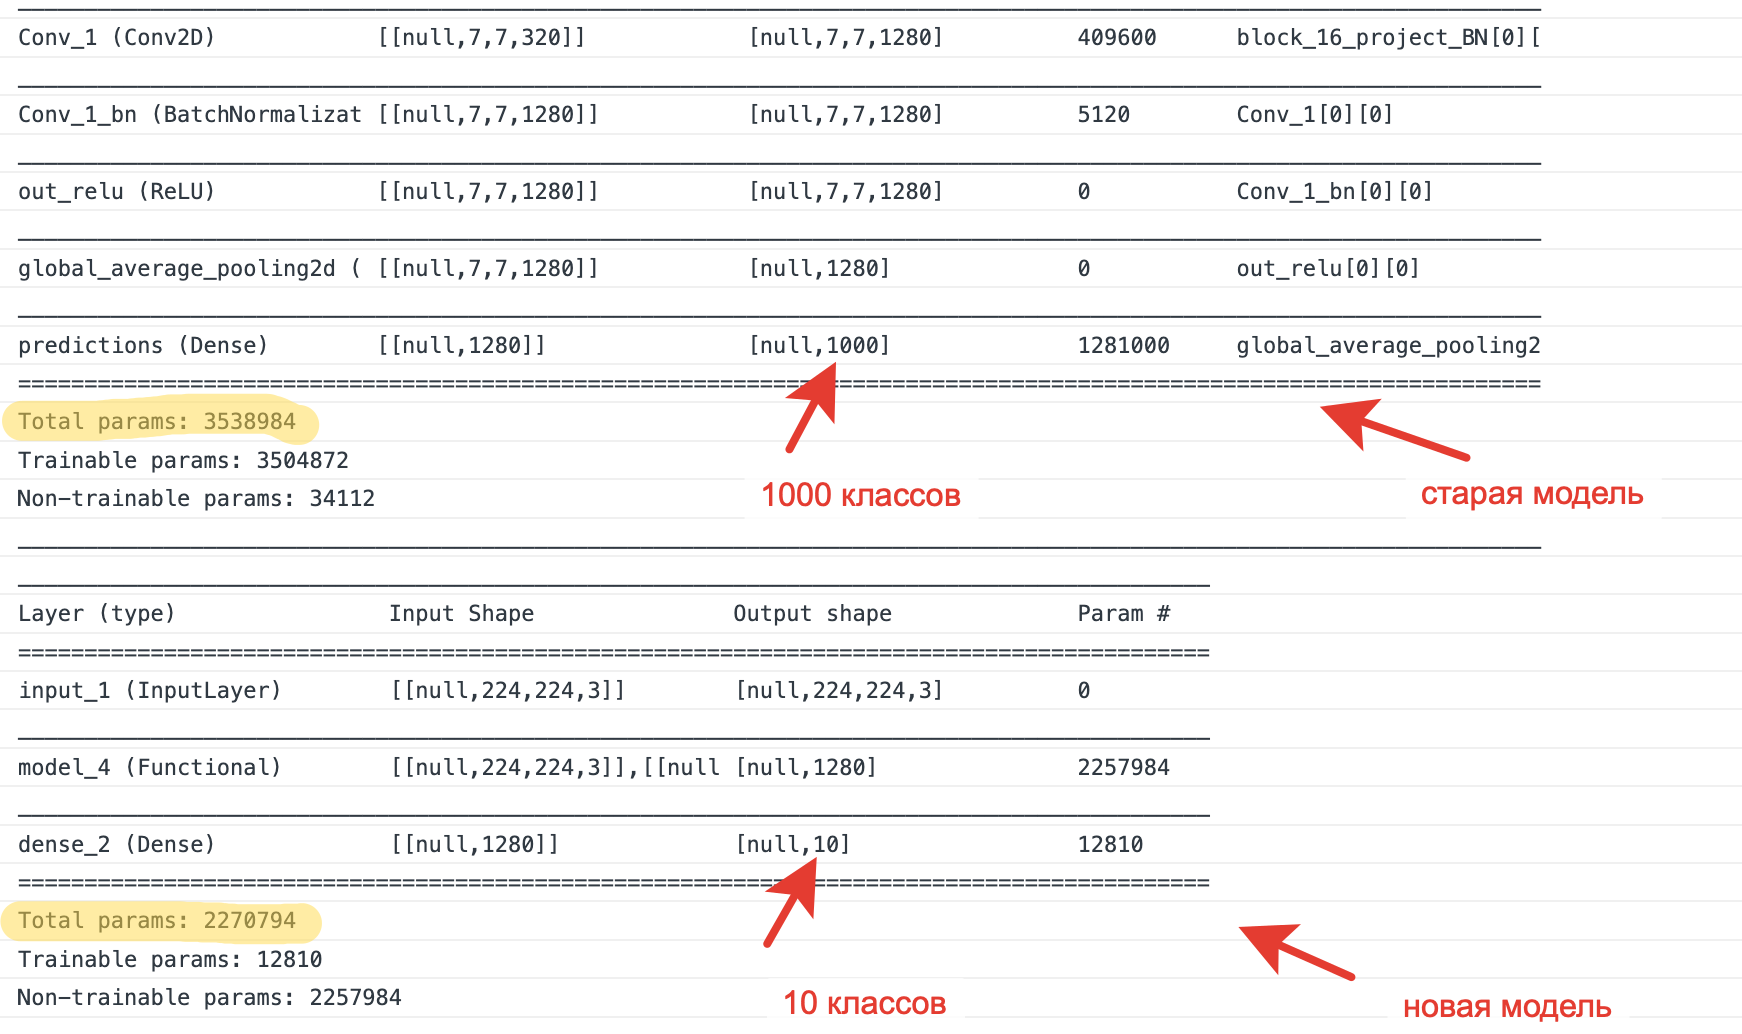 Conv_1 (Conv2D) [[null,7,7,320]] [null,7,7,1280] 409600 block_16_project_BN[0][
Conv_1_bn (BatchNormalizat [[null,7,7,1280]] [null,7,7,1280] 5120 Conv_1[0][0]
out_relu (ReLU) [[null,7,7,1280]] [null,7,7,1280] 0 Conv_1_bn[0][0]
global_average_pooling2d ( [[null,7,7,1280]] [null,1280] 0 out_relu[0][0]
predictions (Dense) [[null,1280]] [null,1000] 1281000 global_average_pooling2
Total params: 3538984
Trainable params: 3504872
Non-trainable params: 34112
1000 классов
старая модель
Layer (type) Input Shape Output shape Param #
input_1 (InputLayer) [[null,224,224,3]] [null,224,224,3] 0
model_4 (Functional) [[null,224,224,3]],[[null [null,1280] 2257984
dense_2 (Dense) [[null,1280]] [null,10] 12810
Total params: 2270794
Trainable params: 12810
Non-trainable params: 2257984
10 классов
новая модель